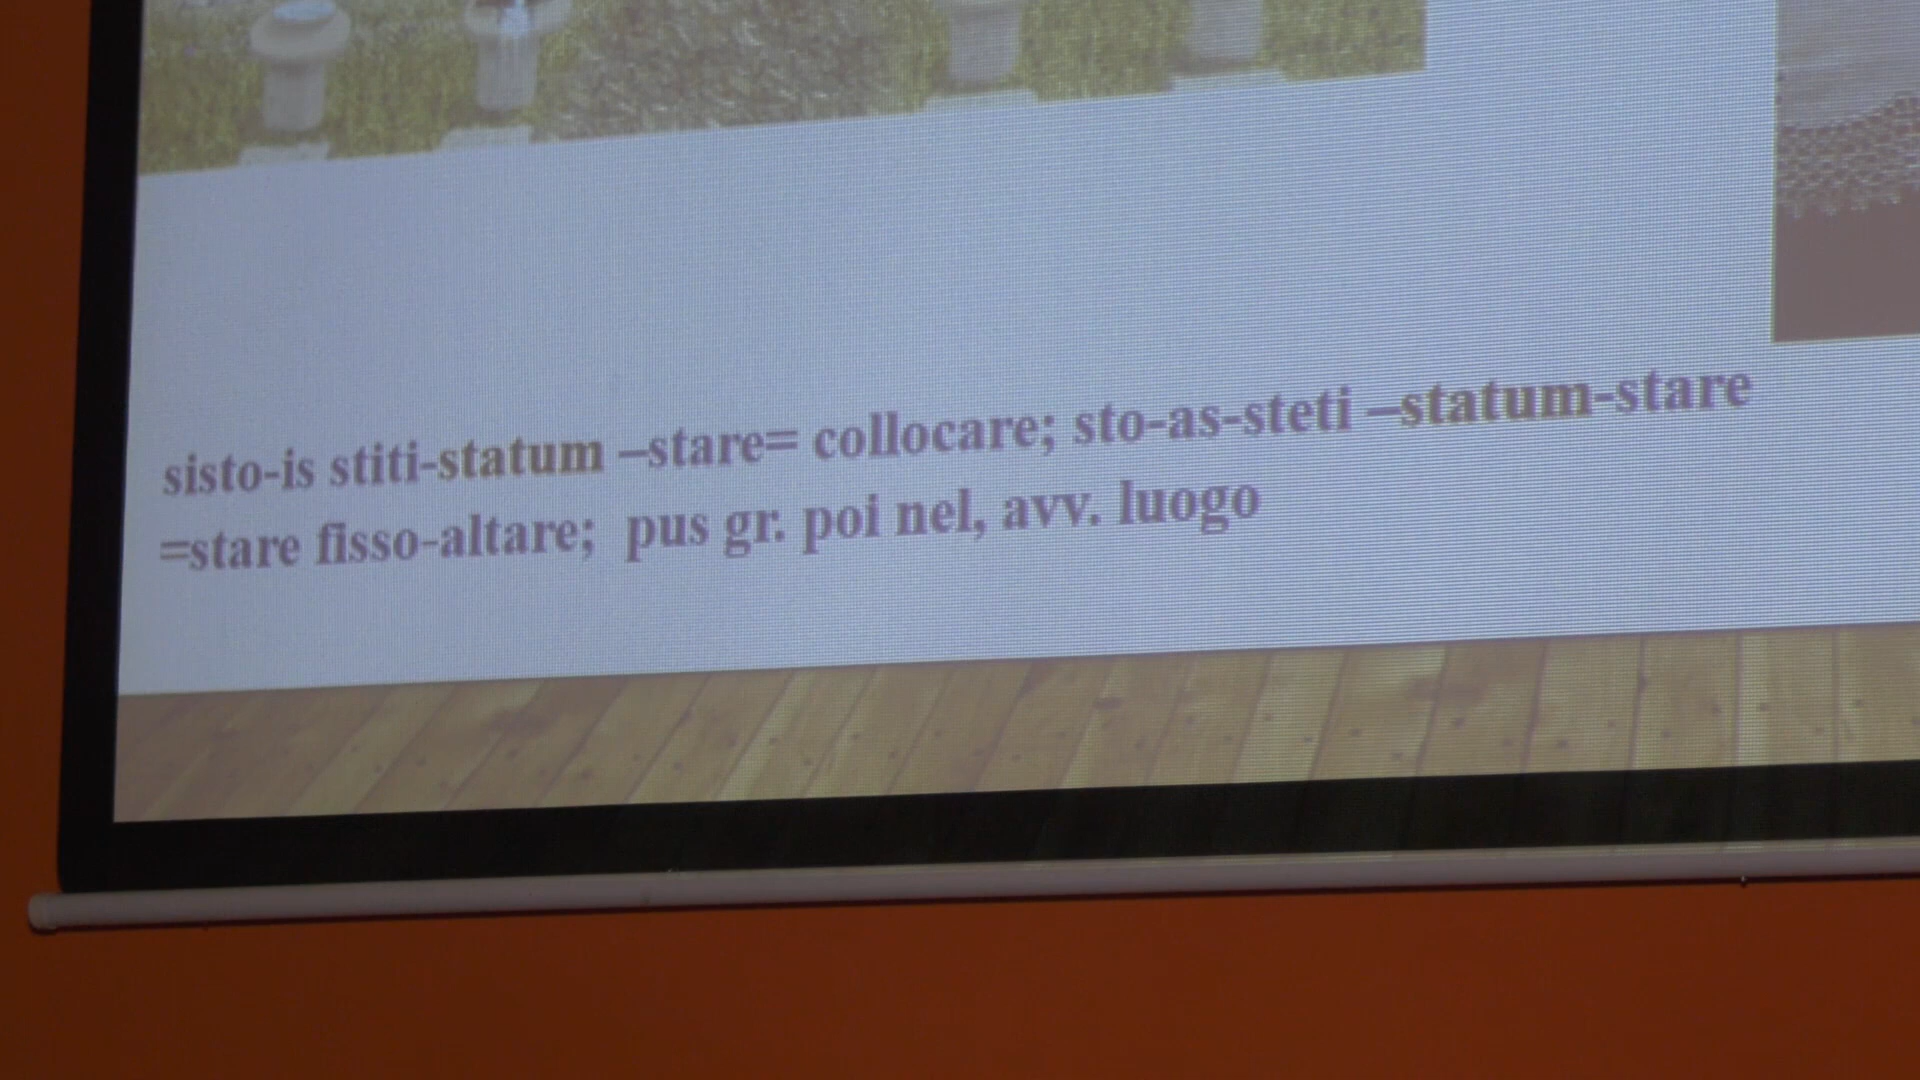 sisto-is stiti-statum –stare= collocare; sto-as-steti –statum-stare
=stare fisso-altare; pus gr. poi nel, avv. luogo